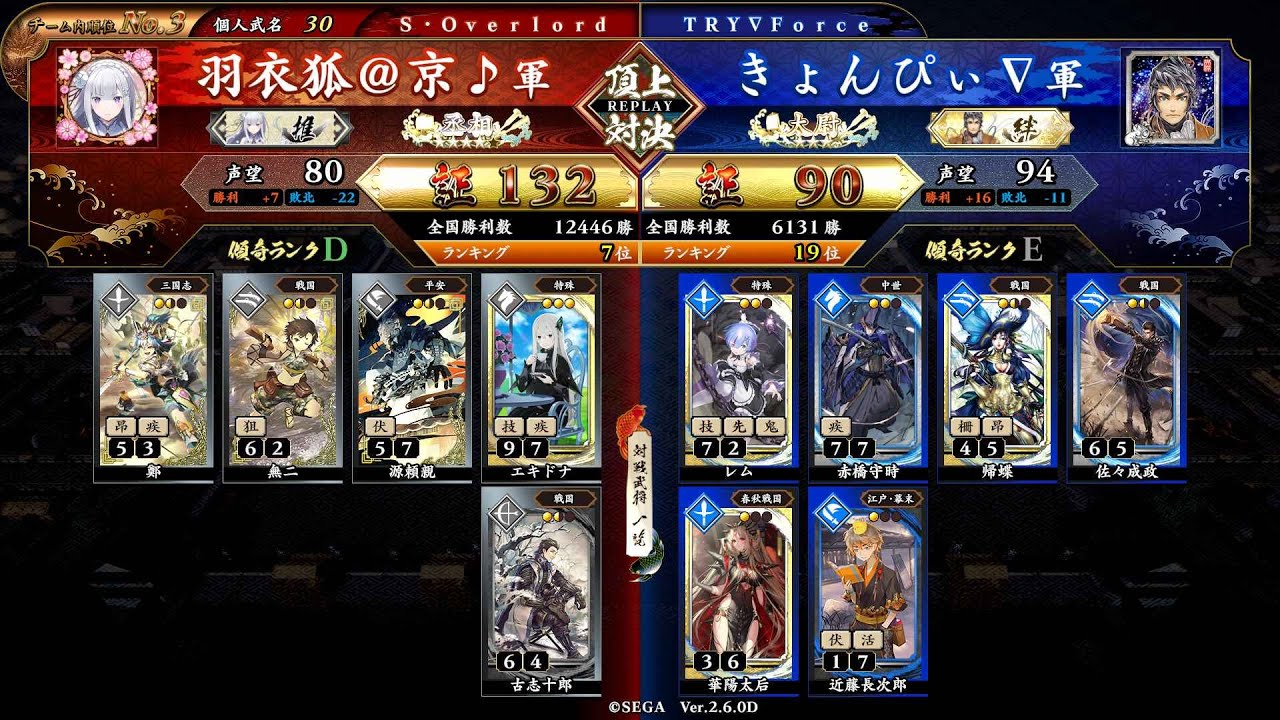 チーム内順位 No.3
個人武名 30
S・Overlord
TRY∇Force
羽衣狐@京♪軍
頂上
REPLAY
対決
きょんぴぃ∇軍
推
丞相
大尉
絆
声望 80
勝利 +7 敗北 -22
証 132
証 90
声望 94
勝利 +16 敗北 -11
全国勝利数 12446勝
全国勝利数 6131勝
傾奇ランクD
ランキング 7位
ランキング 19位
傾奇ランクE
三国志
昴 疾
5 3
鄭
戦国
狙
6 2
無二
平安
伏
5 7
源頼親
特殊
技 疾
9 7
エキドナ
特殊
技 先 鬼
7 2
レム
中世
疾
7 7
赤橋守時
戦国
柵 昴
4 5
帰蝶
戦国
6 5
佐々成政
対戦武将一覧
戦国
6 4
古志十郎
春秋戦国
3 6
華陽太后
江戸・幕末
伏 活
1 7
近藤長次郎
©SEGA Ver.2.6.0D